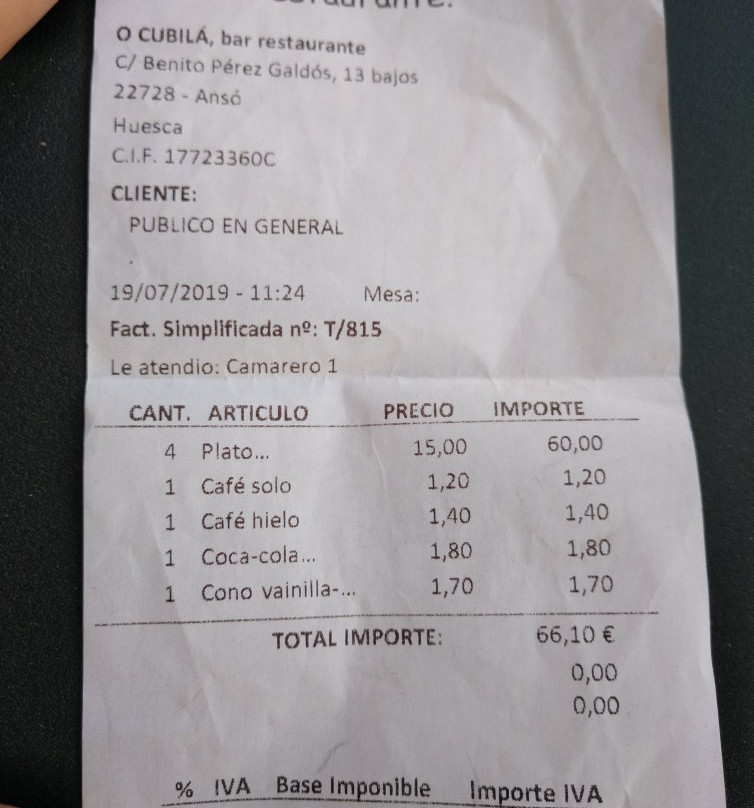 O CUBILÁ, bar restaurante
C/ Benito Pérez Galdós, 13 bajos
22728 - Ansó
Huesca
C.I.F. 17723360C
CLIENTE:
PUBLICO EN GENERAL
.
19/07/2019 - 11:24 Mesa:
Fact. Simplificada nº: T/815
Le atendio: Camarero 1
CANT. ARTICULO PRECIO IMPORTE
4 Plato... 15,00 60,00
1 Café solo 1,20 1,20
1 Café hielo 1,40 1,40
1 Coca-cola... 1,80 1,80
1 Cono vainilla-... 1,70 1,70
TOTAL IMPORTE: 66,10 €
0,00
0,00
% IVA Base Imponible Importe IVA